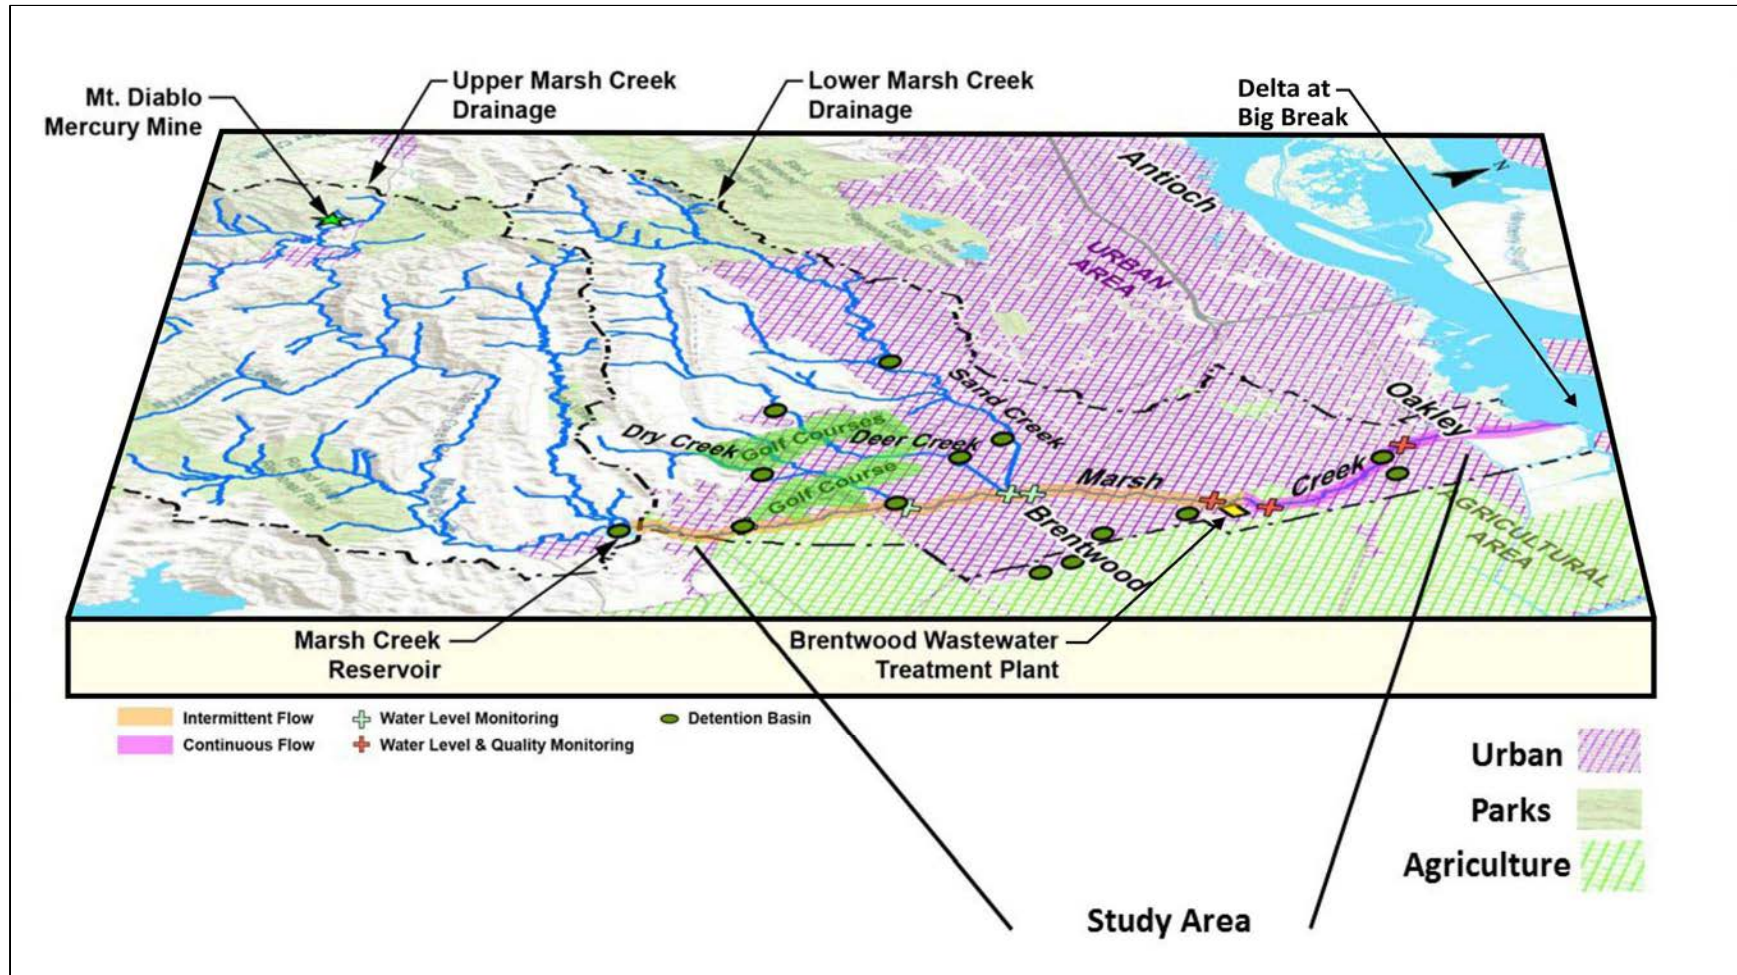 Mt. Diablo
Mercury Mine
Upper Marsh Creek
Drainage
Lower Marsh Creek
Drainage
Delta at
Big Break
N
Antioch
URBAN
AREA
Oakley
Sand Creek
Dry Creek
Golf Courses
Deer Creek
Golf Course
Marsh
Creek
Brentwood
AGRICULTURAL
AREA
Marsh Creek
Reservoir
Brentwood Wastewater
Treatment Plant
Intermittent Flow
Water Level Monitoring
Detention Basin
Continuous Flow
Water Level & Quality Monitoring
Urban
Parks
Agriculture
Study Area